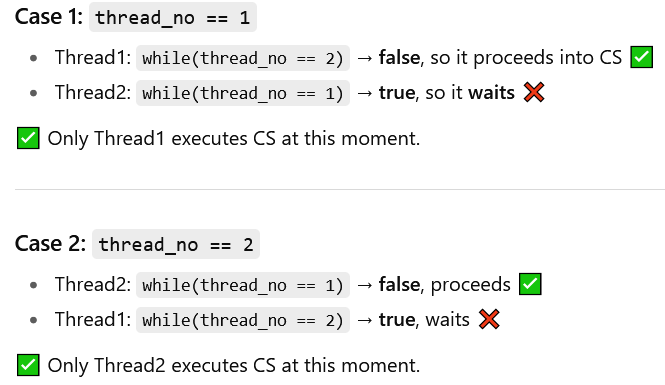 Case 1: thread_no == 1
• Thread1: while(thread_no == 2) → false, so it proceeds into CS ✅
• Thread2: while(thread_no == 1) → true, so it waits ❌
✅ Only Thread1 executes CS at this moment.
Case 2: thread_no == 2
• Thread2: while(thread_no == 1) → false, proceeds ✅
• Thread1: while(thread_no == 2) → true, waits ❌
✅ Only Thread2 executes CS at this moment.